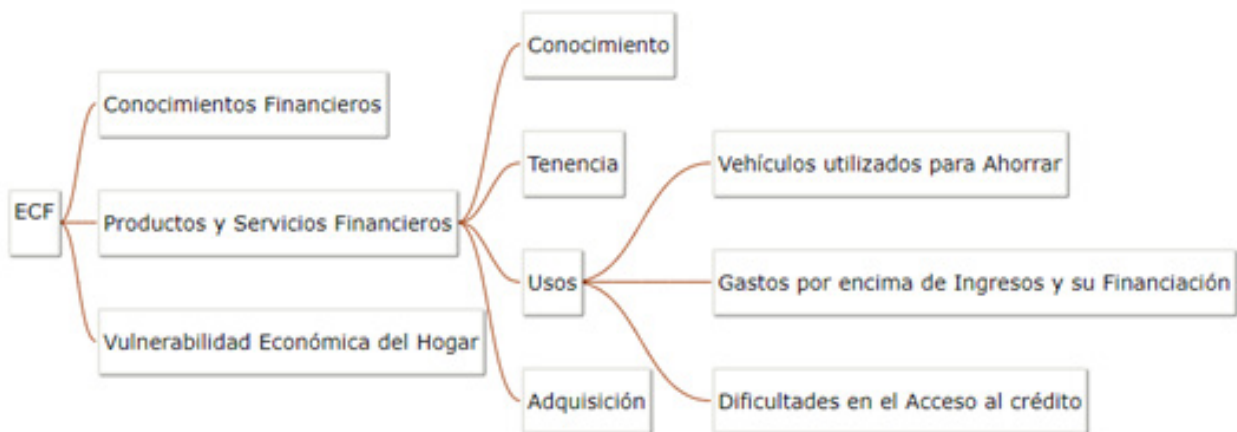 ECF
Conocimientos Financieros
Productos y Servicios Financieros
Vulnerabilidad Económica del Hogar
Conocimiento
Tenencia
Usos
Adquisición
Vehículos utilizados para Ahorrar
Gastos por encima de Ingresos y su Financiación
Dificultades en el Acceso al crédito